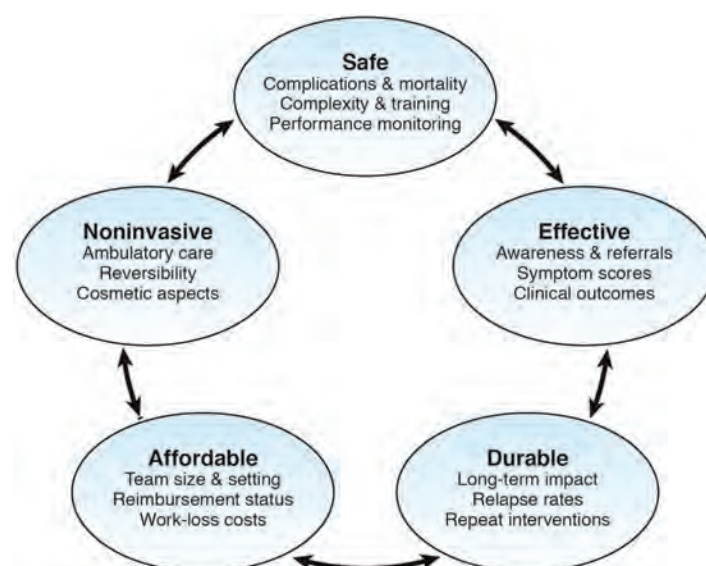 Safe
Complications & mortality
Complexity & training
Performance monitoring
Noninvasive
Ambulatory care
Reversibility
Cosmetic aspects
Effective
Awareness & referrals
Symptom scores
Clinical outcomes
Affordable
Team size & setting
Reimbursement status
Work-loss costs
Durable
Long-term impact
Relapse rates
Repeat interventions